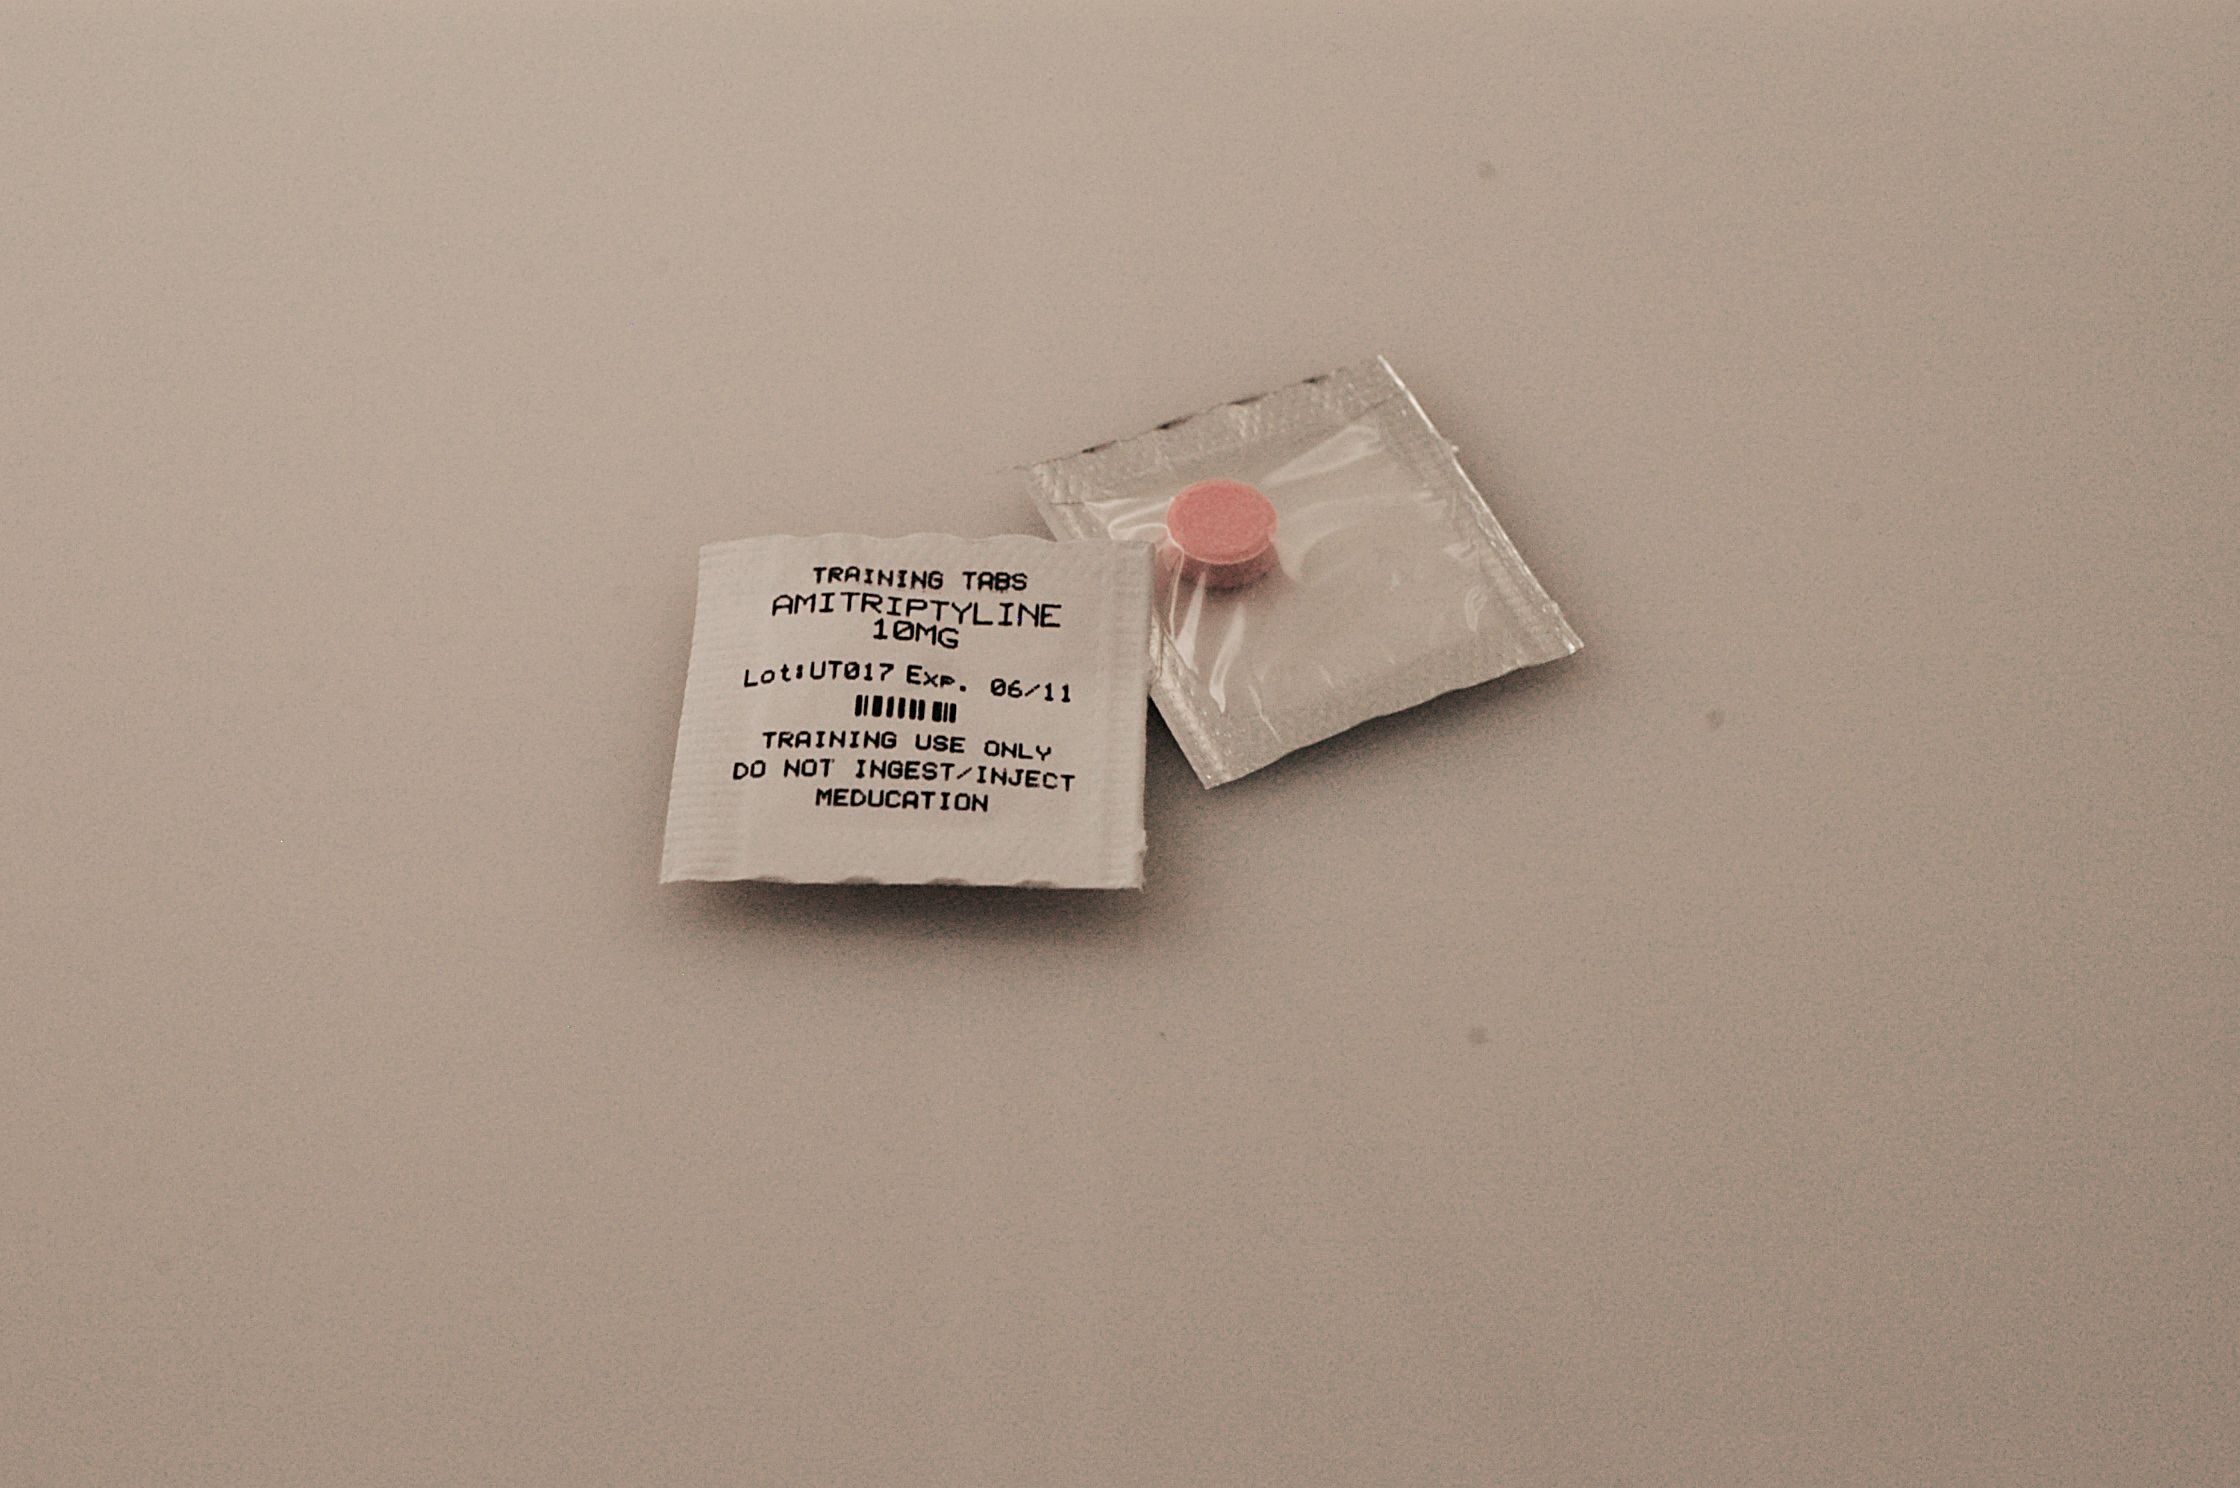 TRAINING TABS
AMITRIPTYLINE
10MG
Lot:UT017 Exp. 06/11
TRAINING USE ONLY
DO NOT INGEST/INJECT
MEDUCATION